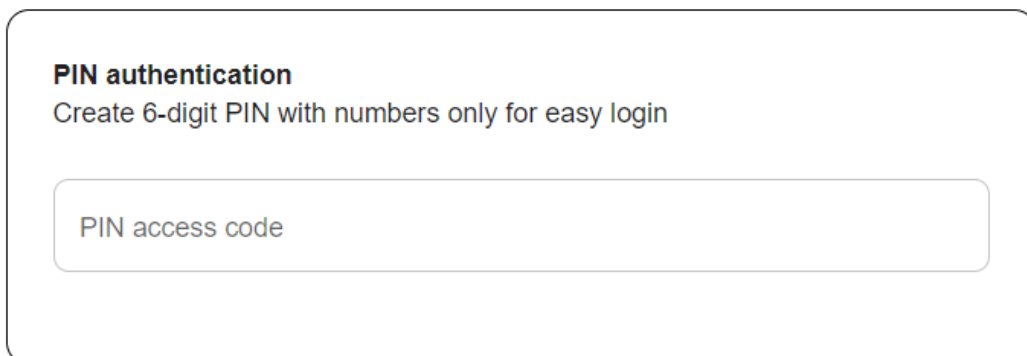 PIN authentication
Create 6-digit PIN with numbers only for easy login
PIN access code